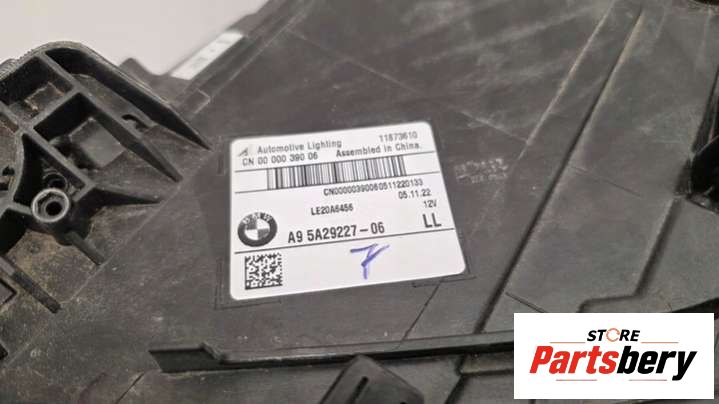 Automotive Lighting 11873610
CN 00 000 390 06 Assembled in China.
CN00000390060511220133
LE20A6456 05.11.22
12V
BMW
A9 5A29227-06 LL
7
STORE
Partsbery